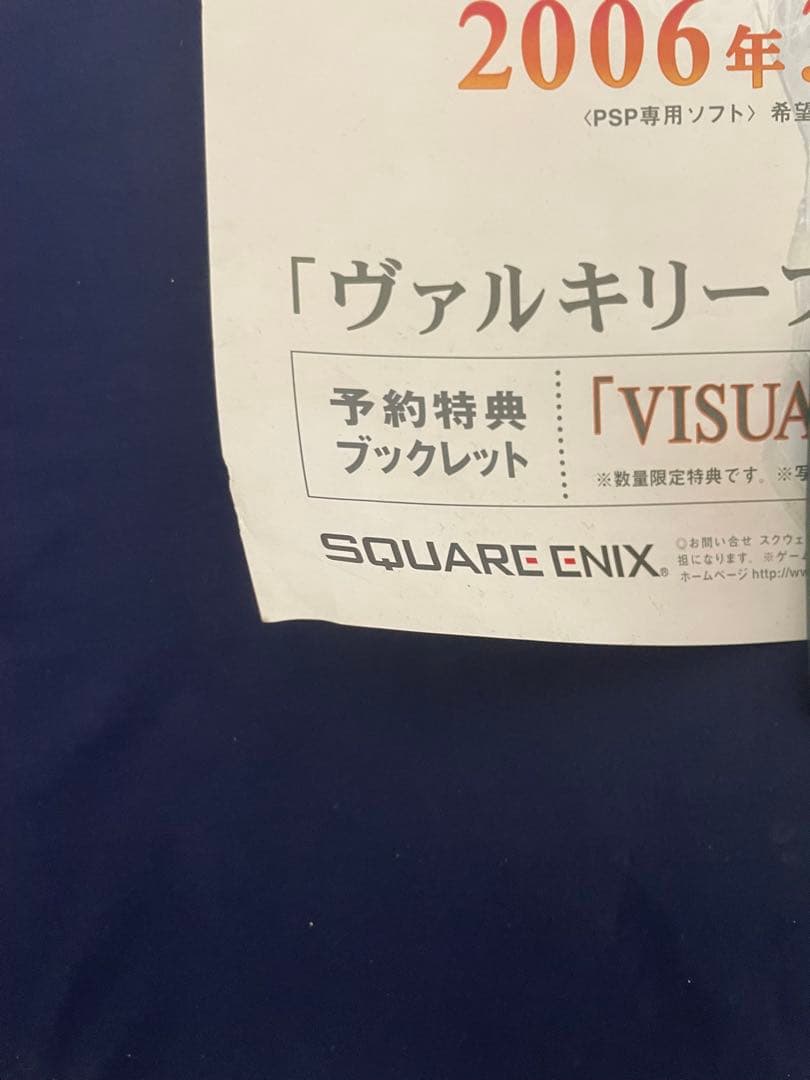 2006年
〈PSP専用ソフト〉 希望
「ヴァルキリー
予約特典
ブックレット
「VISUA
※数量限定特典です。※写
SQUARE ENIX®
◎お問い合せ スクウェ
担になります。※ゲー
ホームページ http://ww